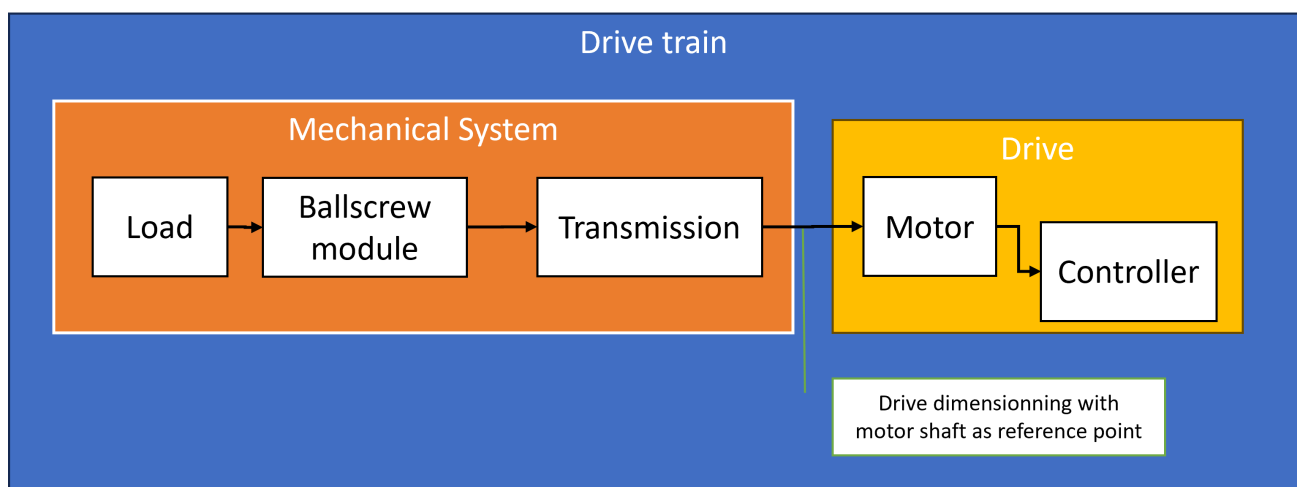 Drive train
Mechanical System
Drive
Load
Ballscrew
module
Transmission
Motor
Controller
Drive dimensionning with
motor shaft as reference point